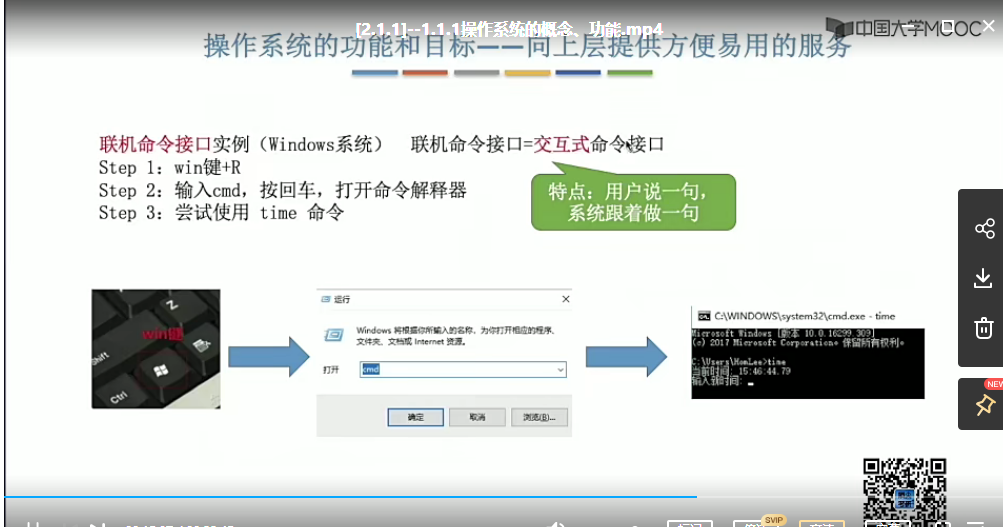 [2.1.1]--1.1.1操作系统的概念、功能.mp4
中国大学MOOC
操作系统的功能和目标——向上层提供方便易用的服务
联机命令接口实例（Windows系统） 联机命令接口=交互式命令接口
Step 1：win键+R
Step 2：输入cmd，按回车，打开命令解释器
Step 3：尝试使用 time 命令
特点：用户说一句，
系统跟着做一句
win键
Z
Shift
Ctrl
运行
Windows 将根据你所输入的名称，为你打开相应的程序、
文件夹、文档或 Internet 资源。
打开
cmd
确定
取消
浏览(B)...
C:\WINDOWS\system32\cmd.exe - time
Microsoft Windows [版本 10.0.16299.309]
(c) 2017 Microsoft Corporation。保留所有权利。
C:\Users\HomLee>time
当前时间: 15:46:44.79
输入新时间:
NEW
SVIP